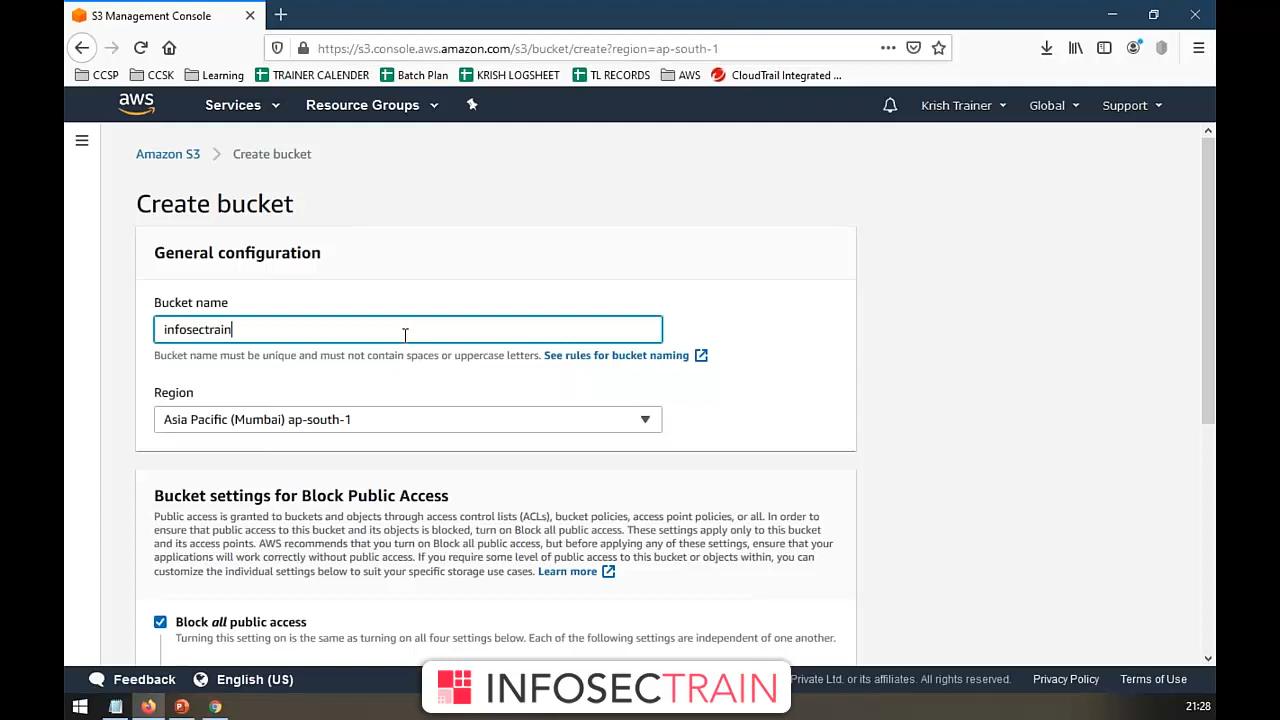 S3 Management Console
https://s3.console.aws.amazon.com/s3/bucket/create?region=ap-south-1
CCSP CCSK Learning TRAINER CALENDER Batch Plan KRISH LOGSHEET TL RECORDS AWS CloudTrail Integrated ...
aws Services Resource Groups Krish Trainer Global Support
Amazon S3 Create bucket
Create bucket
General configuration
Bucket name
infosectrain
Bucket name must be unique and must not contain spaces or uppercase letters. See rules for bucket naming
Region
Asia Pacific (Mumbai) ap-south-1
Bucket settings for Block Public Access
Public access is granted to buckets and objects through access control lists (ACLs), bucket policies, access point policies, or all. In order to
ensure that public access to this bucket and its objects is blocked, turn on Block all public access. These settings apply only to this bucket
and its access points. AWS recommends that you turn on Block all public access, but before applying any of these settings, ensure that your
applications will work correctly without public access. If you require some level of public access to this bucket or objects within, you can
customize the individual settings below to suit your specific storage use cases. Learn more
Block all public access
Turning this setting on is the same as turning on all four settings below. Each of the following settings are independent of one another.
Feedback English (US) Private Ltd. or its affiliates. All rights reserved. Privacy Policy Terms of Use
INFOSECTRAIN
21:28